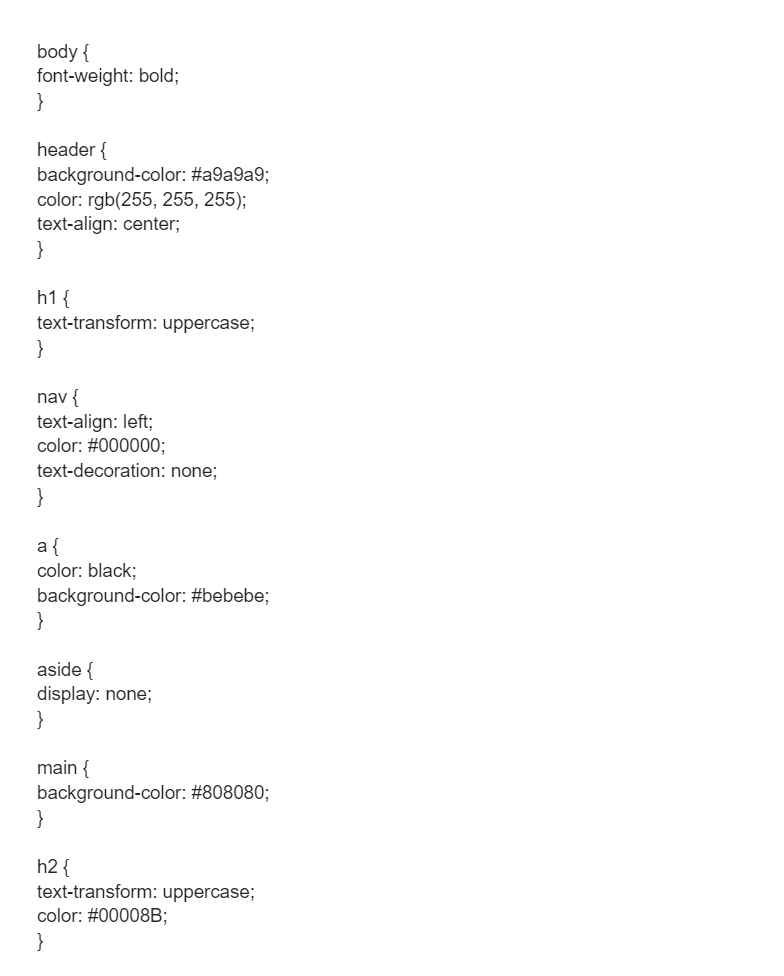 body {
font-weight: bold;
}
header {
background-color: #a9a9a9;
color: rgb(255, 255, 255);
text-align: center;
}
h1 {
text-transform: uppercase;
}
nav {
text-align: left;
color: #000000;
text-decoration: none;
}
a {
color: black;
background-color: #bebebe;
}
aside {
display: none;
}
main {
background-color: #808080;
}
h2 {
text-transform: uppercase;
color: #00008B;
}